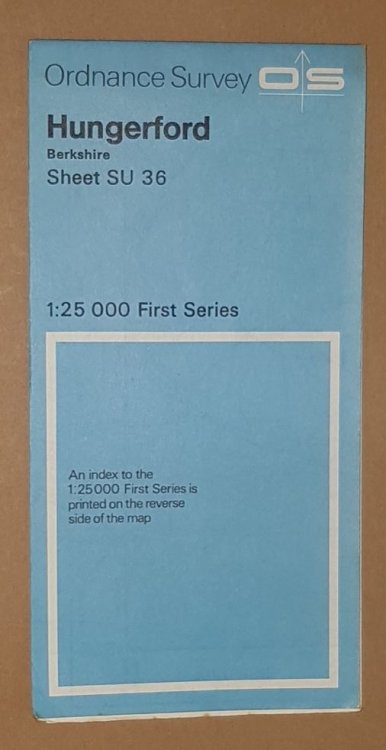 Ordnance Survey OS
Hungerford
Berkshire
Sheet SU 36
1:25 000 First Series
An index to the
1:25000 First Series is
printed on the reverse
side of the map